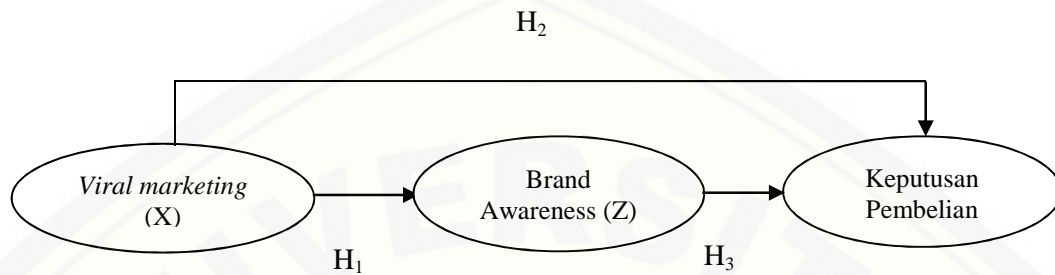 H₂
Viral marketing
(X)
Brand
Awareness (Z)
Keputusan
Pembelian
H₁
H₃